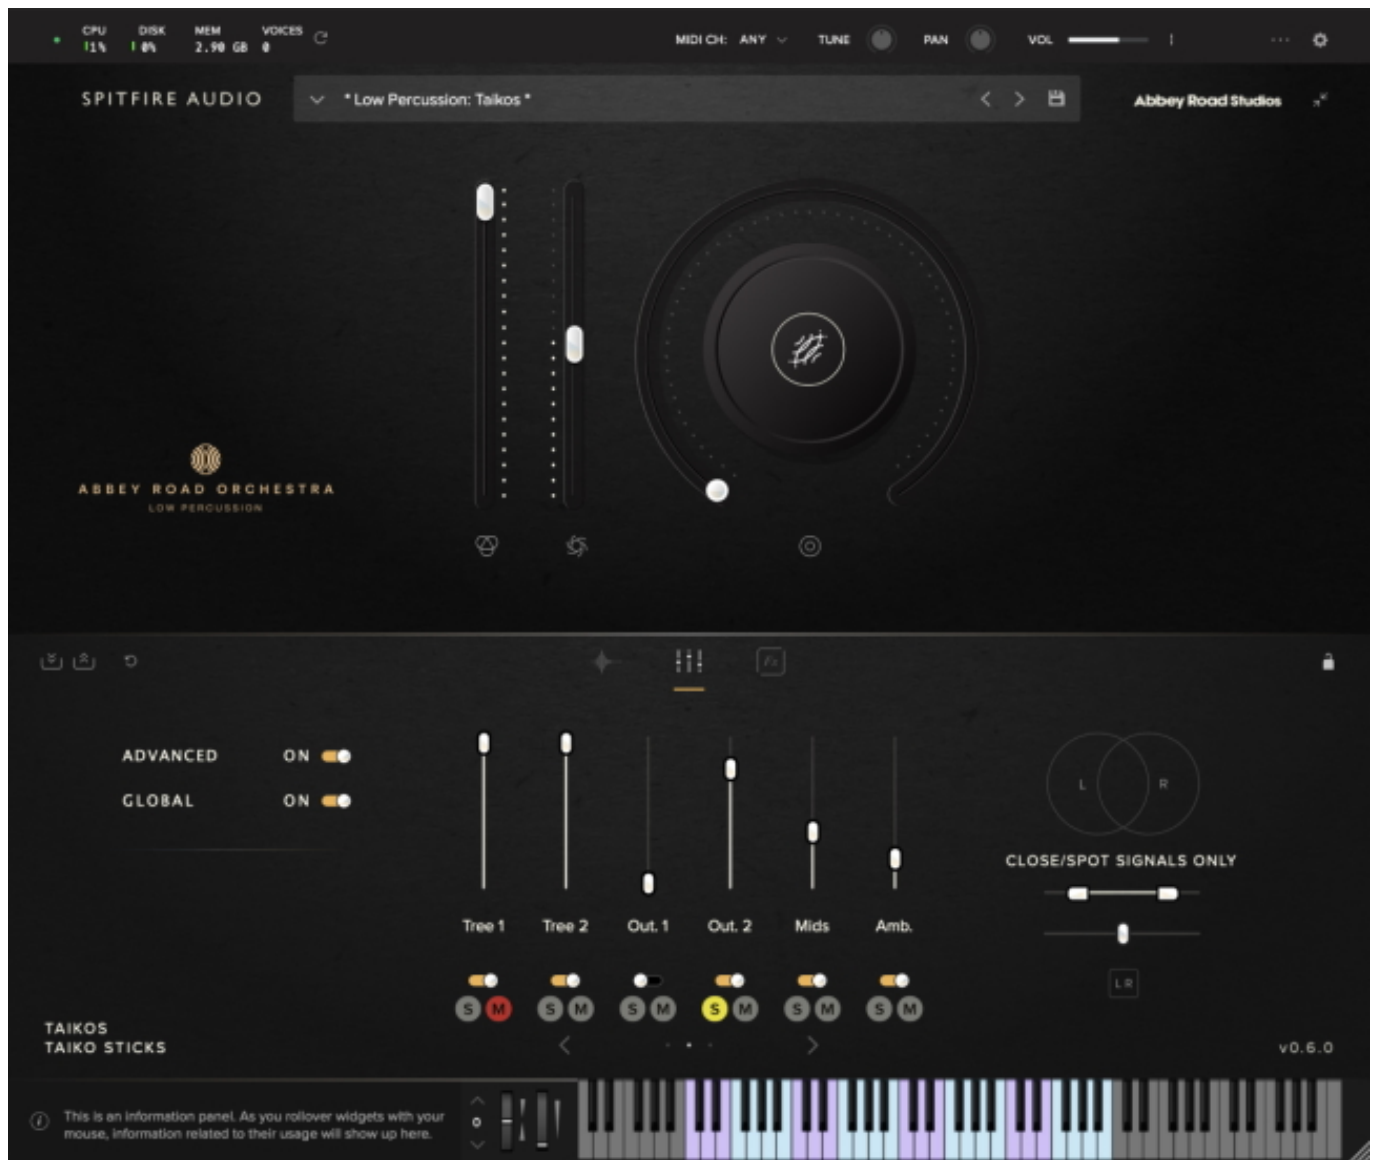 CPU DISK MEM VOICES
1% 0% 2.90 GB 0
MIDI CH: ANY TUNE PAN VOL
SPITFIRE AUDIO
* Low Percussion: Taikos *
Abbey Road Studios
ABBEY ROAD ORCHESTRA
LOW PERCUSSION
Fx
ADVANCED ON
GLOBAL ON
L R
CLOSE/SPOT SIGNALS ONLY
Tree 1 Tree 2 Out. 1 Out. 2 Mids Amb.
S M S M S M S M S M S M
LR
TAIKOS
TAIKO STICKS
v0.6.0
i
This is an information panel. As you rollover widgets with your
mouse, information related to their usage will show up here.
0